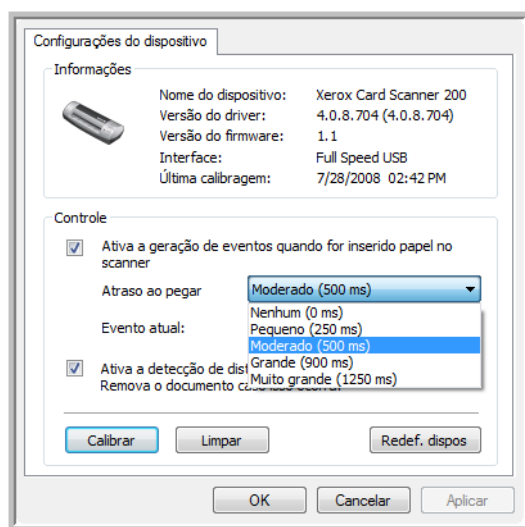 Configurações do dispositivo
Informações
Nome do dispositivo: Xerox Card Scanner 200
Versão do driver: 4.0.8.704 (4.0.8.704)
Versão do firmware: 1.1
Interface: Full Speed USB
Última calibragem: 7/28/2008 02:42 PM
Controle
Ativa a geração de eventos quando for inserido papel no
scanner
Atraso ao pegar Moderado (500 ms)
Nenhum (0 ms)
Evento atual: Pequeno (250 ms)
Moderado (500 ms)
Grande (900 ms)
Ativa a detecção de
Muito grande (1250 ms)
Remova o documento
Calibrar Limpar Redef. dispos
OK Cancelar Aplicar